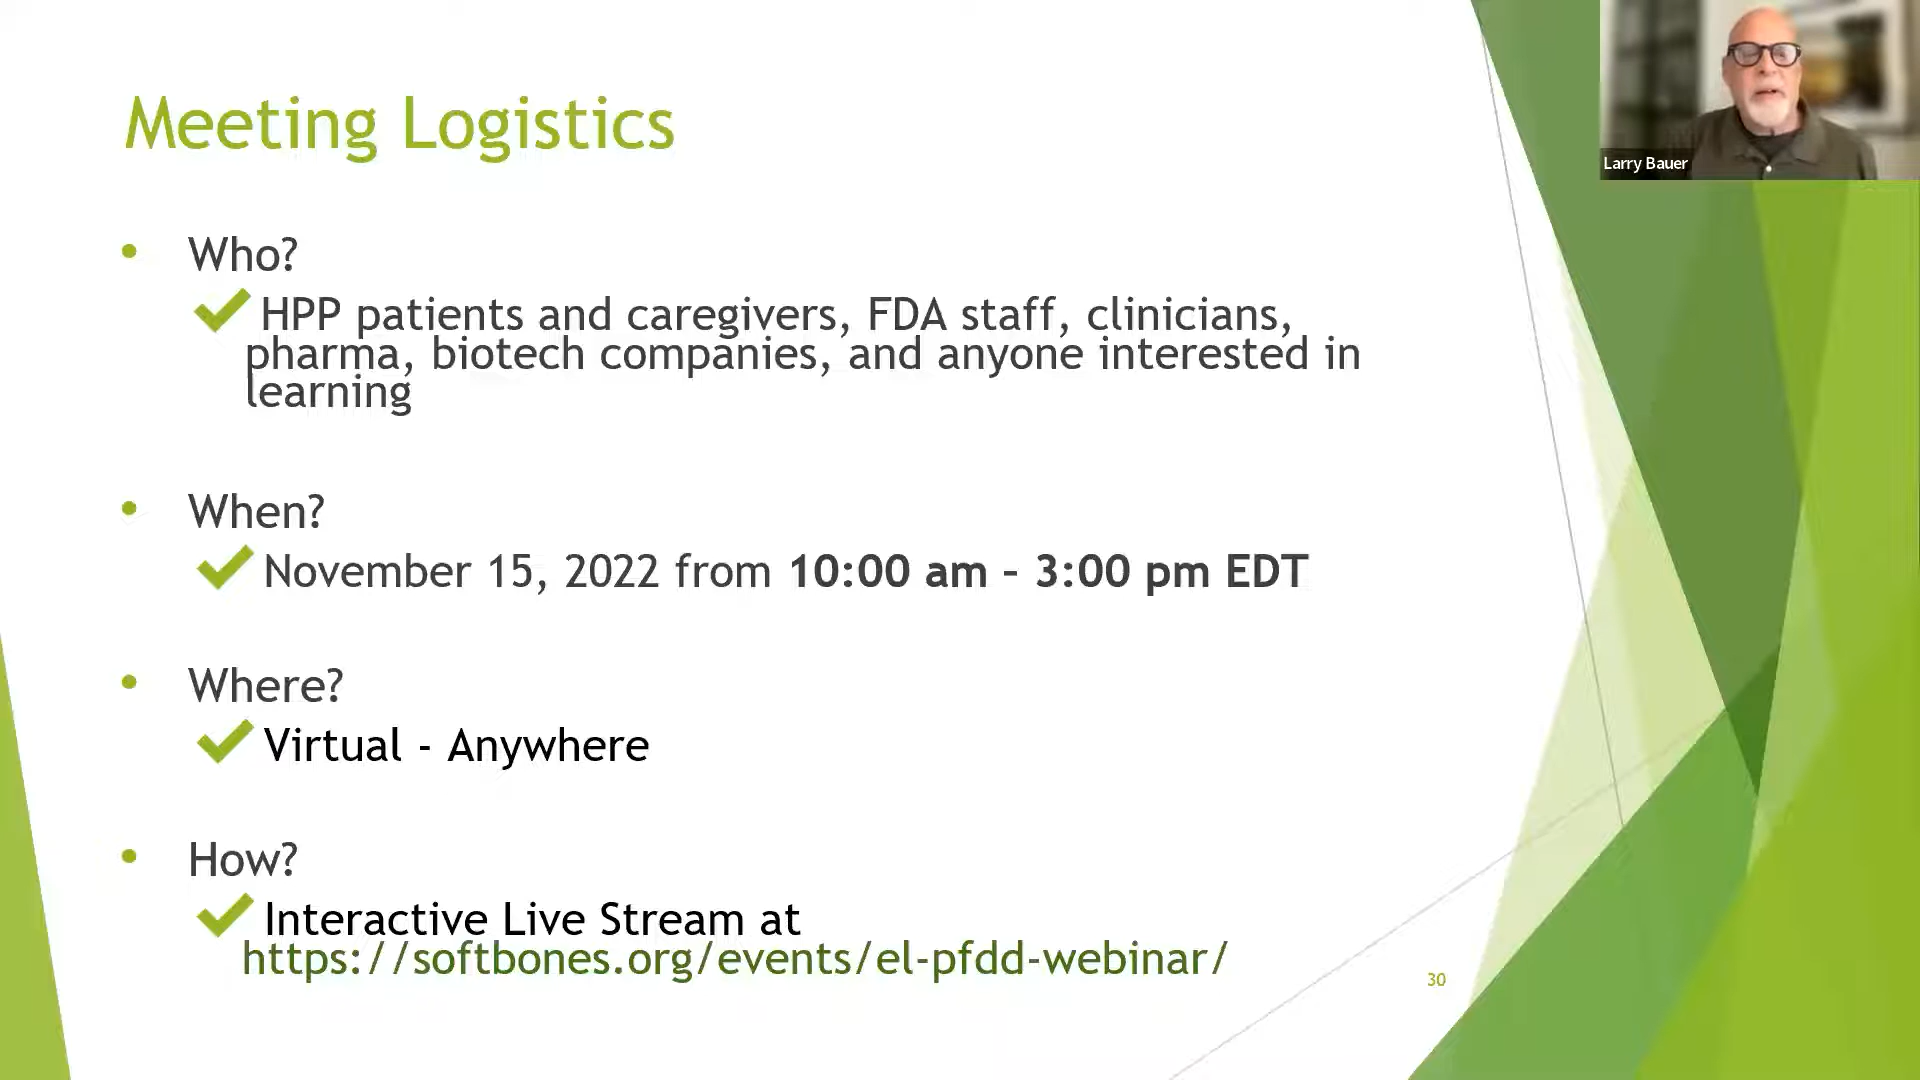 Meeting Logistics
Larry Bauer
• Who?
✔ HPP patients and caregivers, FDA staff, clinicians,
pharma, biotech companies, and anyone interested in
learning
• When?
✔ November 15, 2022 from 10:00 am – 3:00 pm EDT
• Where?
✔ Virtual - Anywhere
• How?
✔ Interactive Live Stream at
https://softbones.org/events/el-pfdd-webinar/
30